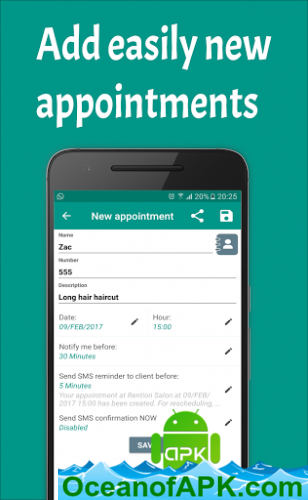 Add easily new
appointments
20% 20:25
New appointment
Name
Zac
Number
555
Description
Long hair haircut
Date:
Hour:
09/FEB/2017
15:00
Notify me before:
30 Minutes
Send SMS reminder to client before:
5 Minutes
Your appointment at Rention Salon at 09/FEB/
2017 15:00 has been created. For rescheduling,
Send SMS confirmation NOW
Disabled
SAV
APK
OceanofAPK.com